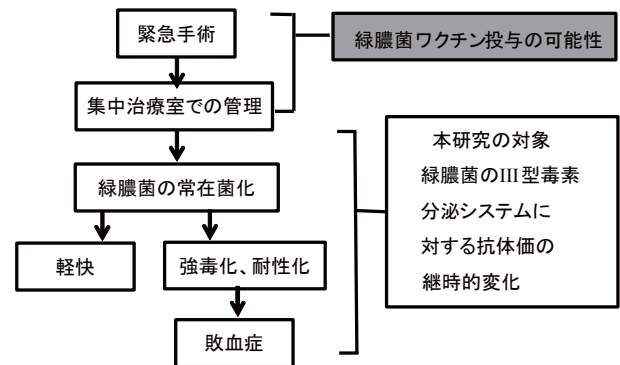 緊急手術
緑膿菌ワクチン投与の可能性
集中治療室での管理
本研究の対象
緑膿菌のIII型毒素
分泌システムに
対する抗体価の
継時的変化
緑膿菌の常在菌化
軽快
強毒化、耐性化
敗血症